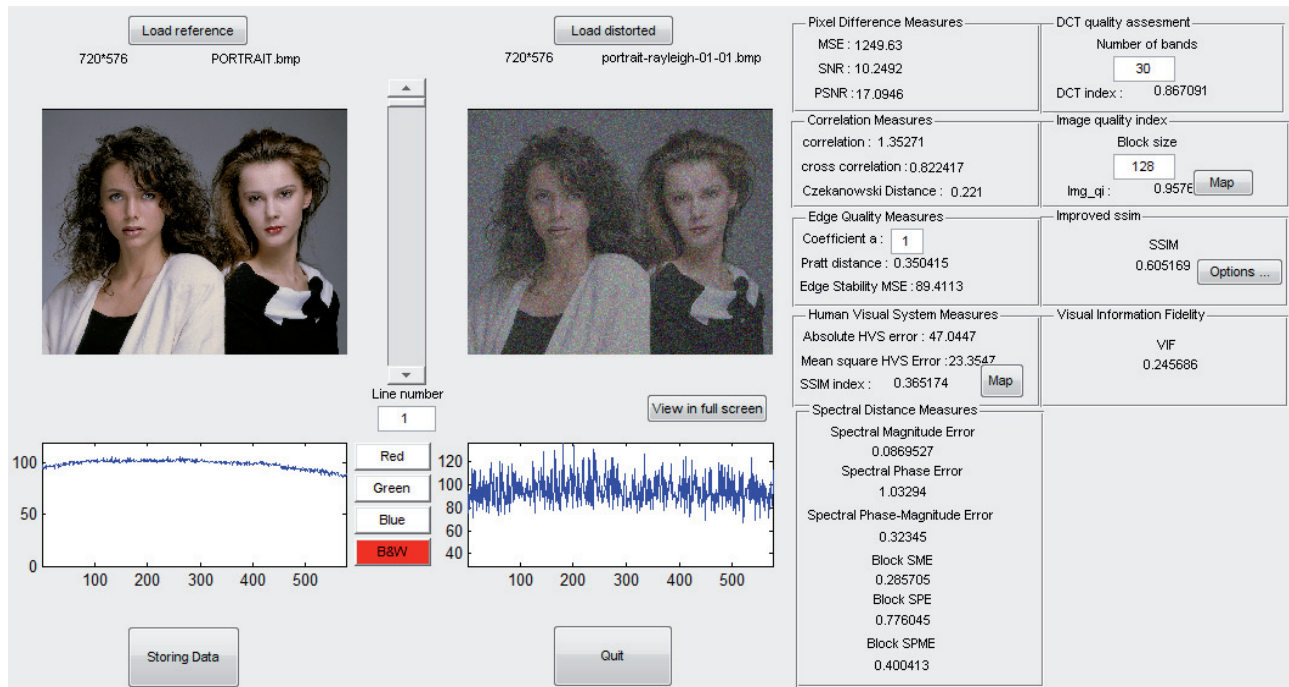 Load reference
720*576 PORTRAIT.bmp
Load distorted
720*576 portrait-rayleigh-01-01.bmp
Line number
1
View in full screen
Red
Green
Blue
B&W
100
50
0
100 200 300 400 500
120
100
80
60
40
100 200 300 400 500
Storing Data
Quit
Pixel Difference Measures
MSE : 1249.63
SNR : 10.2492
PSNR : 17.0946
Correlation Measures
correlation : 1.35271
cross correlation : 0.822417
Czekanowski Distance : 0.221
Edge Quality Measures
Coefficient a : 1
Pratt distance : 0.350415
Edge Stability MSE : 89.4113
Human Visual System Measures
Absolute HVS error : 47.0447
Mean square HVS Error : 23.3547
SSIM index : 0.365174 Map
Spectral Distance Measures
Spectral Magnitude Error
0.0869527
Spectral Phase Error
1.03294
Spectral Phase-Magnitude Error
0.32345
Block SME
0.285705
Block SPE
0.776045
Block SPME
0.400413
DCT quality assesment
Number of bands
30
DCT index : 0.867091
Image quality index
Block size
128
Img_qi : 0.9576 Map
Improved ssim
SSIM
0.605169 Options ...
Visual Information Fidelity
VIF
0.245686